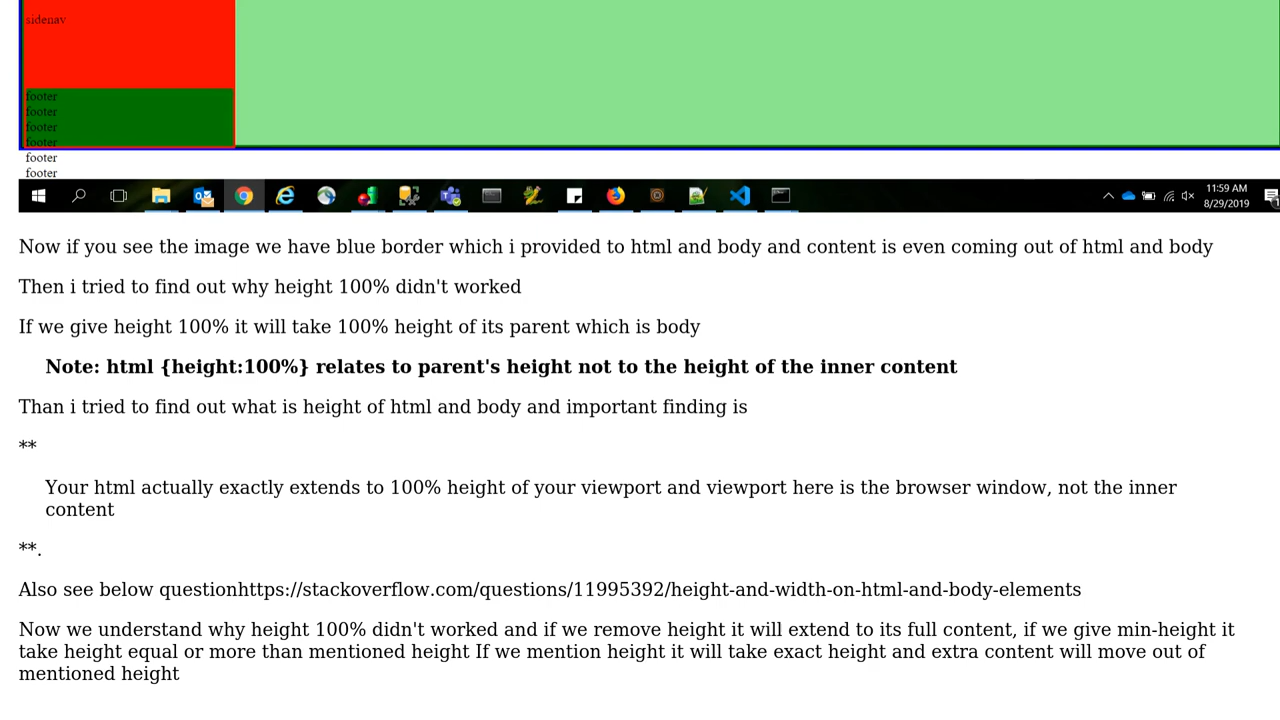 sidenav
footer
footer
footer
footer
footer
footer
11:59 AM
8/29/2019
1
Now if you see the image we have blue border which i provided to html and body and content is even coming out of html and body
Then i tried to find out why height 100% didn't worked
If we give height 100% it will take 100% height of its parent which is body
Note: html {height:100%} relates to parent's height not to the height of the inner content
Than i tried to find out what is height of html and body and important finding is
**
Your html actually exactly extends to 100% height of your viewport and viewport here is the browser window, not the inner
content
**.
Also see below questionhttps://stackoverflow.com/questions/11995392/height-and-width-on-html-and-body-elements
Now we understand why height 100% didn't worked and if we remove height it will extend to its full content, if we give min-height it
take height equal or more than mentioned height If we mention height it will take exact height and extra content will move out of
mentioned height